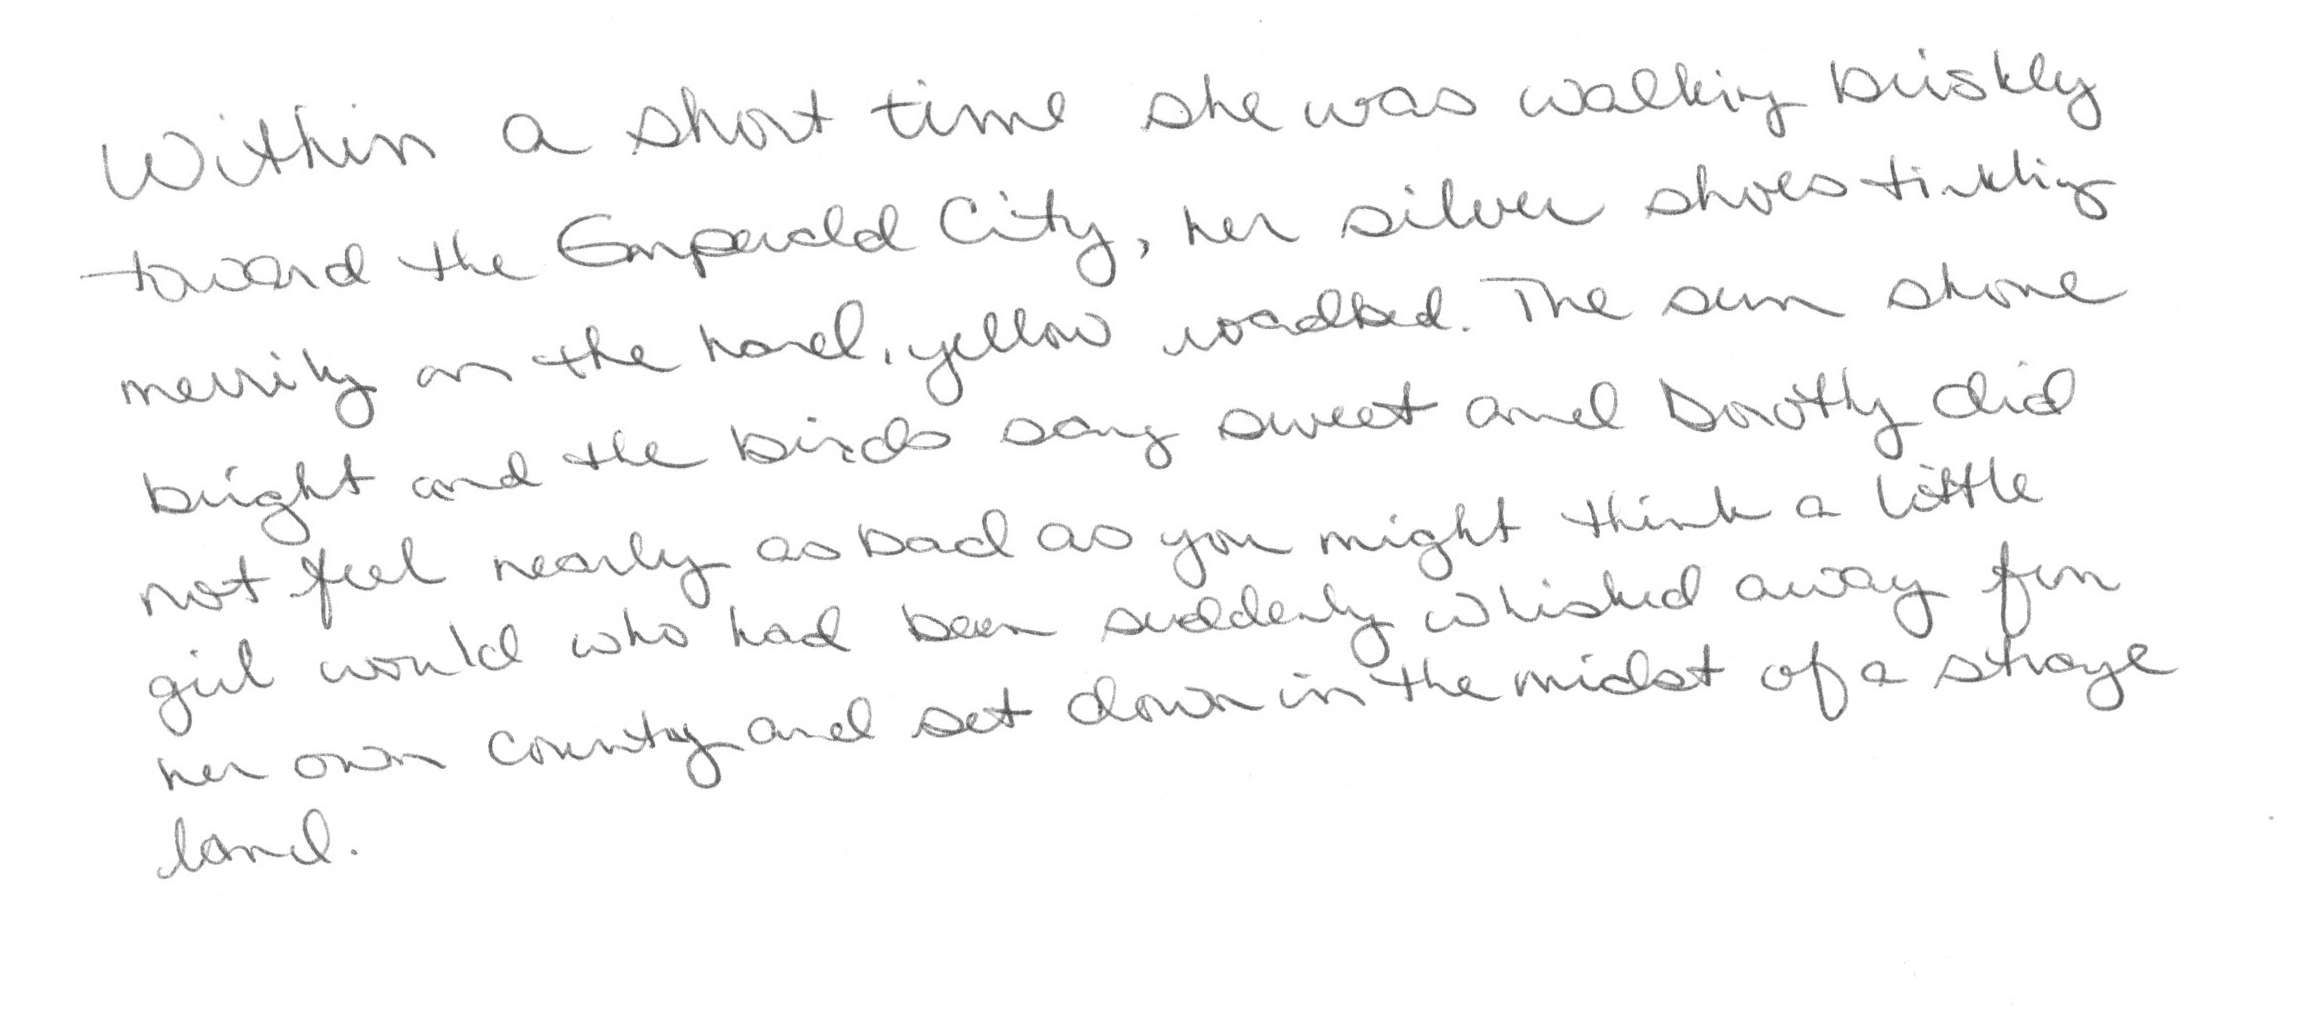 Within a short time she was walking briskly
toward the Emperald City, her silver shoes tinkling
merrily on the hard, yellow roadbed. The sun shone
bright and the birds sang sweet and Dorothy did
not feel nearly as bad as you might think a little
girl would who had been suddenly whisked away from
her own country and set down in the midst of a strange
land.